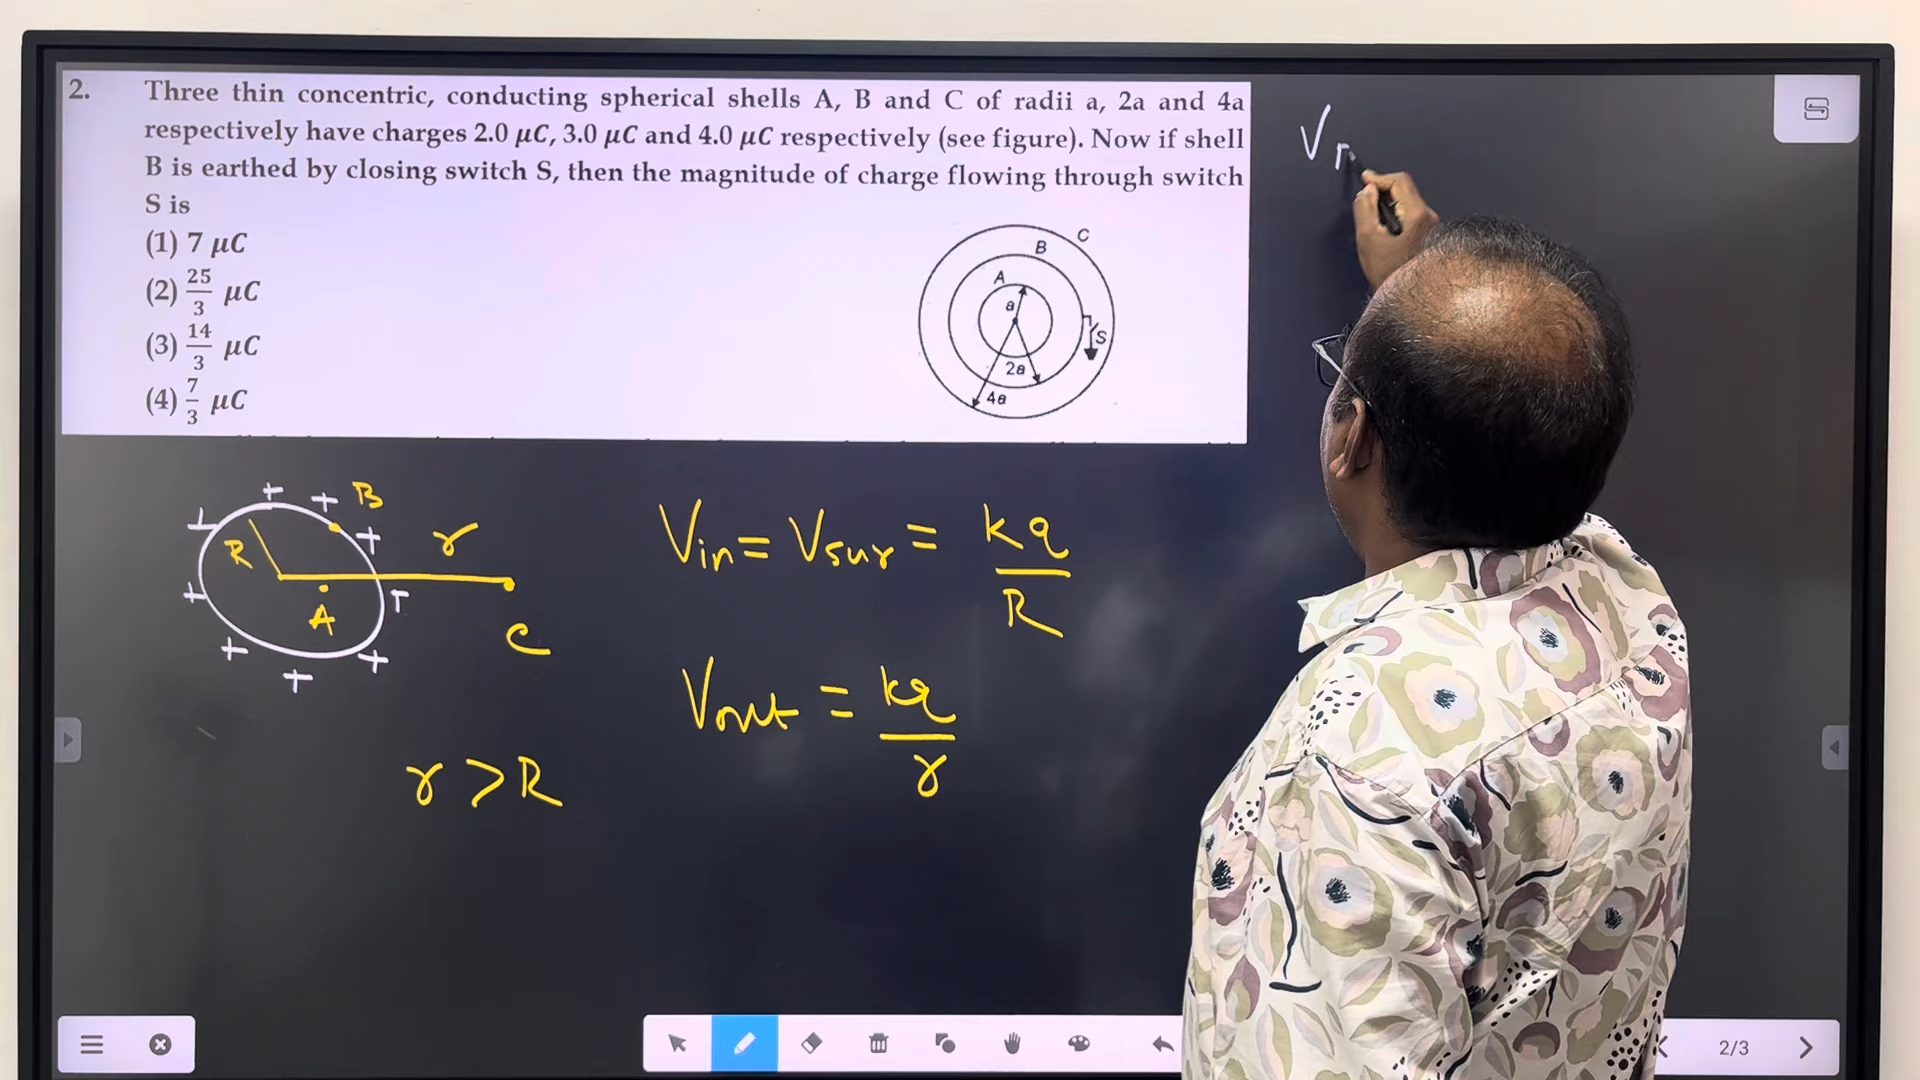 2. Three thin concentric, conducting spherical shells A, B and C of radii a, 2a and 4a
respectively have charges 2.0 μC, 3.0 μC and 4.0 μC respectively (see figure). Now if shell
B is earthed by closing switch S, then the magnitude of charge flowing through switch
S is
(1) 7 μC
(2) 25/3 μC
(3) 14/3 μC
(4) 7/3 μC
C
B
A
a
S
2a
4a
V
+ + B
+ + r
R
+ A + C
+ + +
r > R
Vin = Vsur = kq/R
Vout = kq/r
2/3